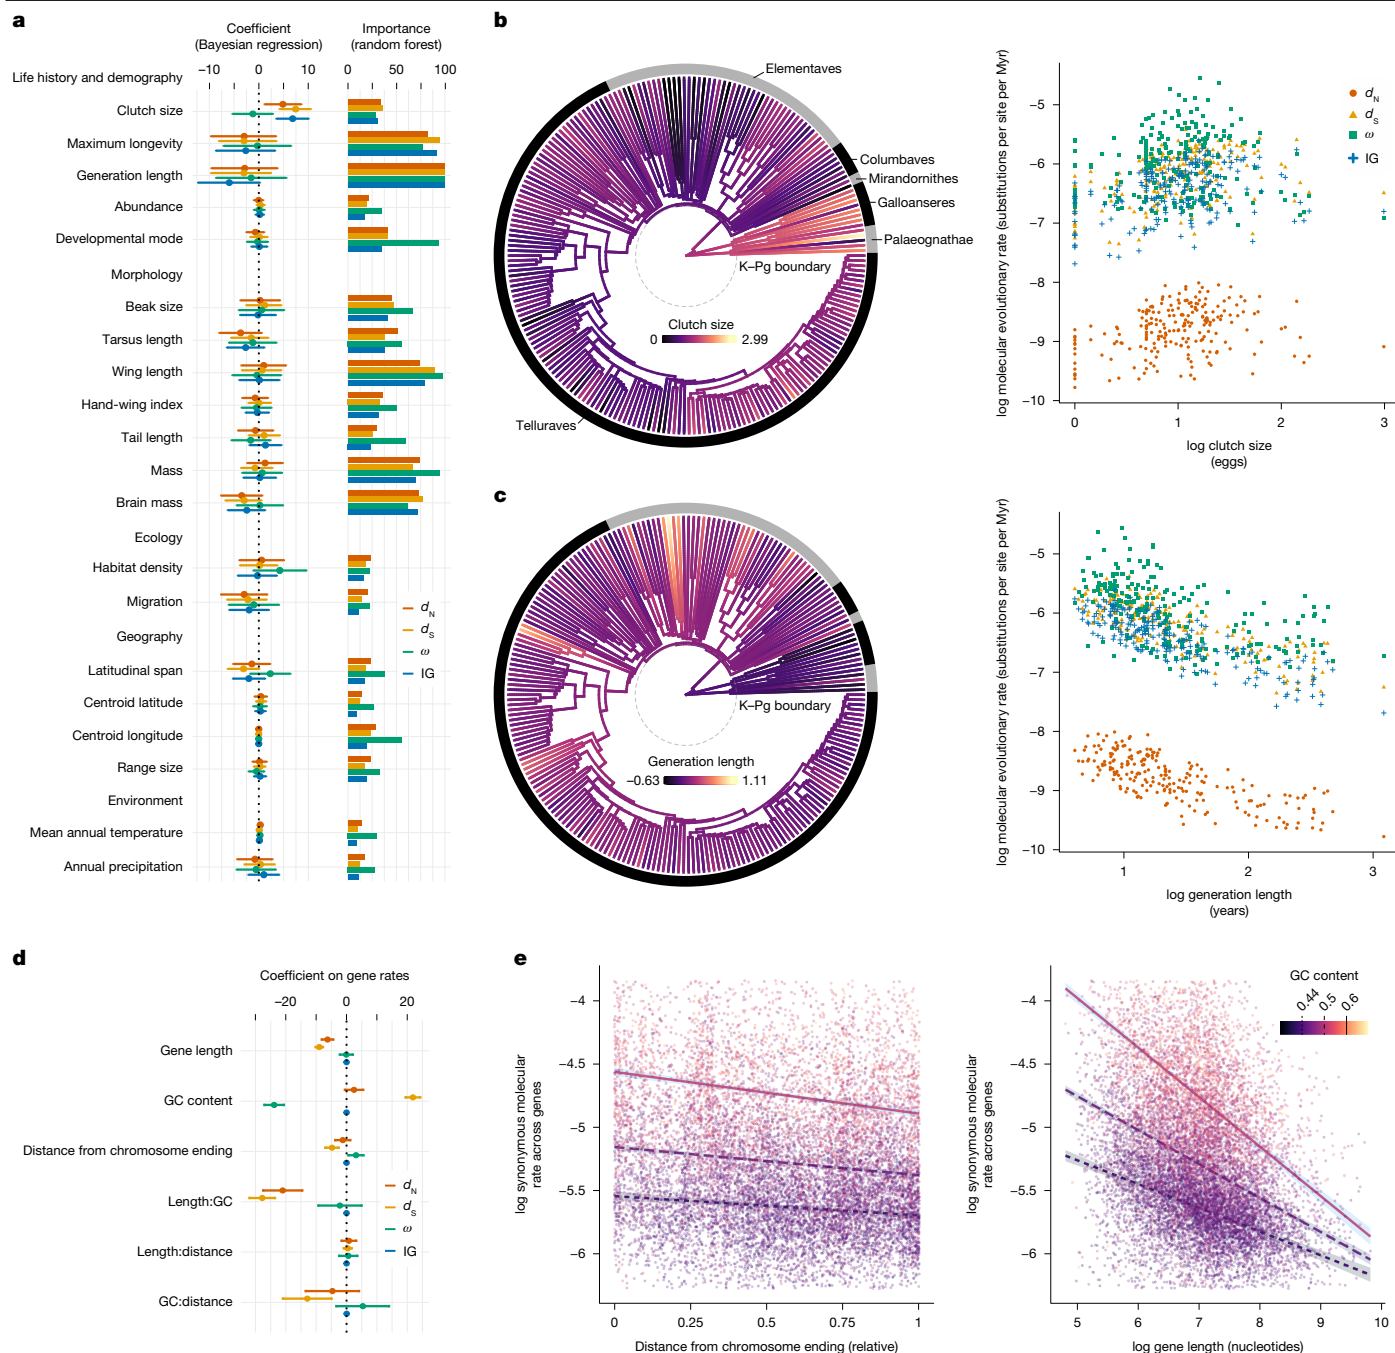 a
Coefficient
(Bayesian regression)
Importance
(random forest)
−10 0 10
0 50 100
Life history and demography
Clutch size
Maximum longevity
Generation length
Abundance
Developmental mode
Morphology
Beak size
Tarsus length
Wing length
Hand-wing index
Tail length
Mass
Brain mass
Ecology
Habitat density
Migration
Geography
Latitudinal span
Centroid latitude
Centroid longitude
Range size
Environment
Mean annual temperature
Annual precipitation
dN
dS
ω
IG
b
Elementaves
Columbaves
Mirandornithes
Galloanseres
Palaeognathae
K–Pg boundary
Clutch size
0 2.99
Telluraves
log molecular evolutionary rate (substitutions per site per Myr)
−5
−6
−7
−8
−9
−10
0 1 2 3
log clutch size
(eggs)
dN
dS
ω
IG
c
K–Pg boundary
Generation length
−0.63 1.11
log molecular evolutionary rate (substitutions per site per Myr)
−5
−6
−7
−8
−9
−10
1 2 3
log generation length
(years)
d
Coefficient on gene rates
−20 0 20
Gene length
GC content
Distance from chromosome ending
Length:GC
Length:distance
GC:distance
dN
dS
ω
IG
e
log synonymous molecular
rate across genes
−4
−4.5
−5
−5.5
−6
0 0.25 0.5 0.75 1
Distance from chromosome ending (relative)
log synonymous molecular
rate across genes
−4
−4.5
−5
−5.5
−6
5 6 7 8 9 10
log gene length (nucleotides)
GC content
0.44 0.5 0.6